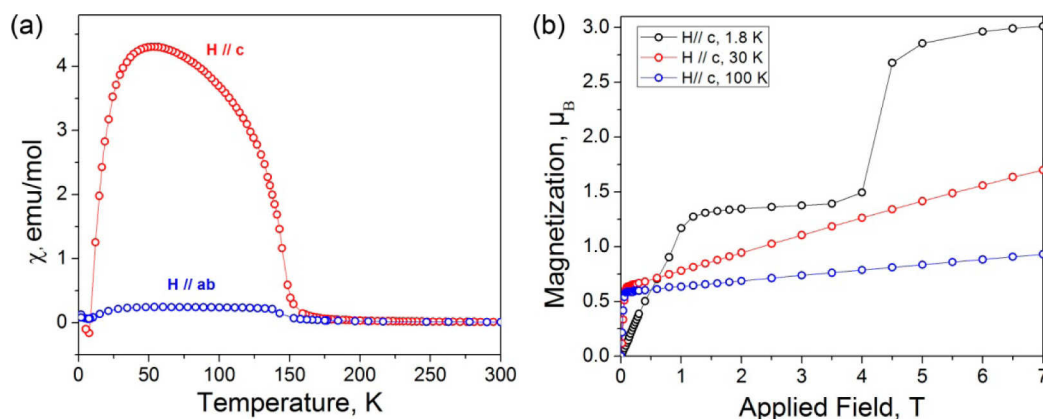 (a)
H // c
H // ab
χ, emu/mol
4
3
2
1
0
0 50 100 150 200 250 300
Temperature, K
(b)
H// c, 1.8 K
H // c, 30 K
H// c, 100 K
Magnetization, μB
3.0
2.5
2.0
1.5
1.0
0.5
0.0
0 1 2 3 4 5 6 7
Applied Field, T